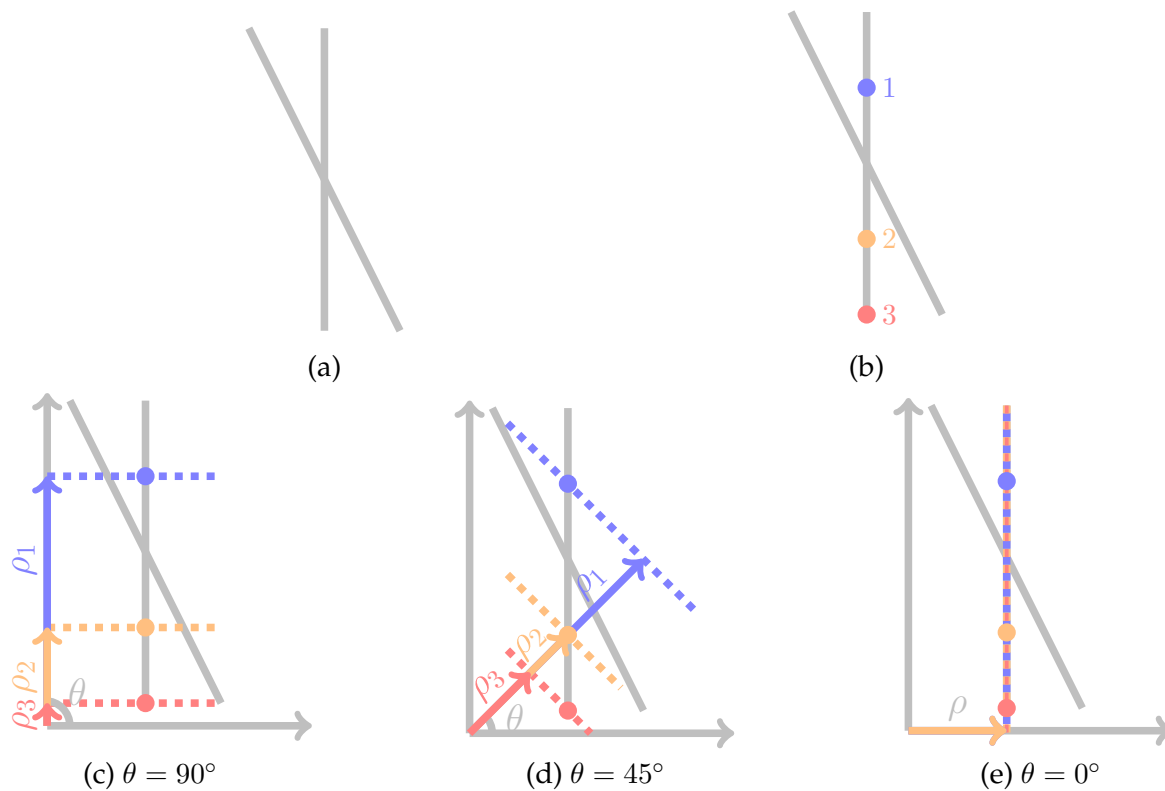 1
2
3
(a)
(b)
ρ₁
ρ₂
ρ₃
θ
ρ₁
ρ₂
ρ₃
θ
ρ
(c) θ = 90°
(d) θ = 45°
(e) θ = 0°